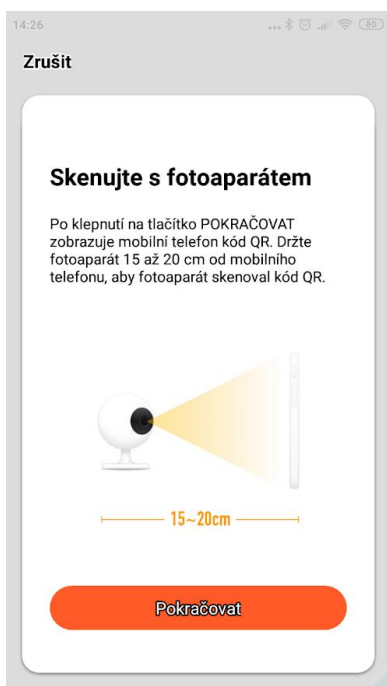 14:26
80
Zrušit
Skenujte s fotoaparátem
Po klepnutí na tlačítko POKRAČOVAT
zobrazuje mobilní telefon kód QR. Držte
fotoaparát 15 až 20 cm od mobilního
telefonu, aby fotoaparát skenoval kód QR.
15~20cm
Pokračovat